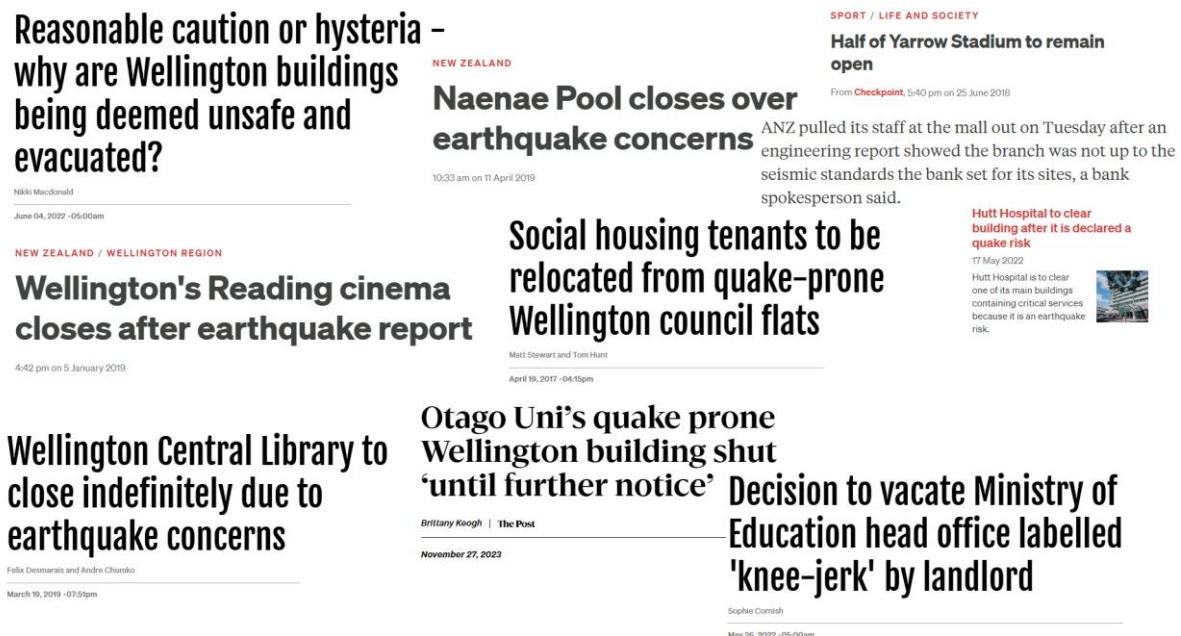 Reasonable caution or hysteria –
why are Wellington buildings
being deemed unsafe and
evacuated?
Nikki Macdonald
June 04, 2022 • 05:00am
NEW ZEALAND
Naenae Pool closes over
earthquake concerns
10:33 am on 11 April 2019
SPORT / LIFE AND SOCIETY
Half of Yarrow Stadium to remain
open
From Checkpoint, 5:40 pm on 25 June 2018
ANZ pulled its staff at the mall out on Tuesday after an
engineering report showed the branch was not up to the
seismic standards the bank set for its sites, a bank
spokesperson said.
NEW ZEALAND / WELLINGTON REGION
Wellington's Reading cinema
closes after earthquake report
4:42 pm on 5 January 2019
Social housing tenants to be
relocated from quake-prone
Wellington council flats
Matt Stewart and Tom Hunt
April 19, 2017 • 04:15pm
Hutt Hospital to clear
building after it is declared a
quake risk
17 May 2022
Hutt Hospital is to clear
one of its main buildings
containing critical services
because it is an earthquake
risk.
Wellington Central Library to
close indefinitely due to
earthquake concerns
Felix Desmarais and Andre Chumko
March 19, 2019 • 07:51pm
Otago Uni's quake prone
Wellington building shut
'until further notice'
Brittany Keogh | The Post
November 27, 2023
Decision to vacate Ministry of
Education head office labelled
'knee-jerk' by landlord
Sophie Cornish
May 26, 2022 • 05:00am